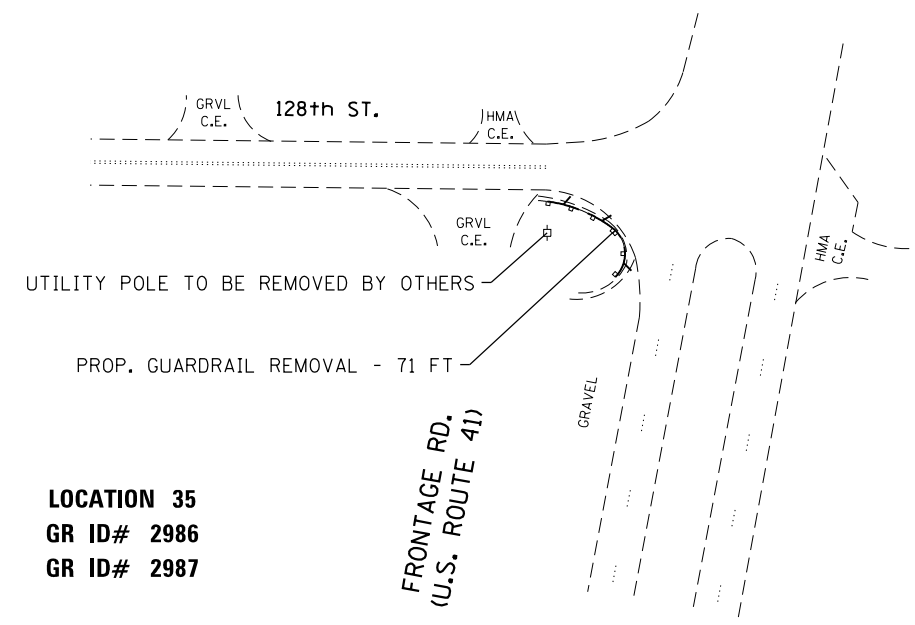 GRVL
C.E.
128th ST.
HMA
C.E.
GRVL
C.E.
HMA
C.E.
UTILITY POLE TO BE REMOVED BY OTHERS
PROP. GUARDRAIL REMOVAL - 71 FT
GRAVEL
FRONTAGE RD.
(U.S. ROUTE 41)
LOCATION 35
GR ID# 2986
GR ID# 2987